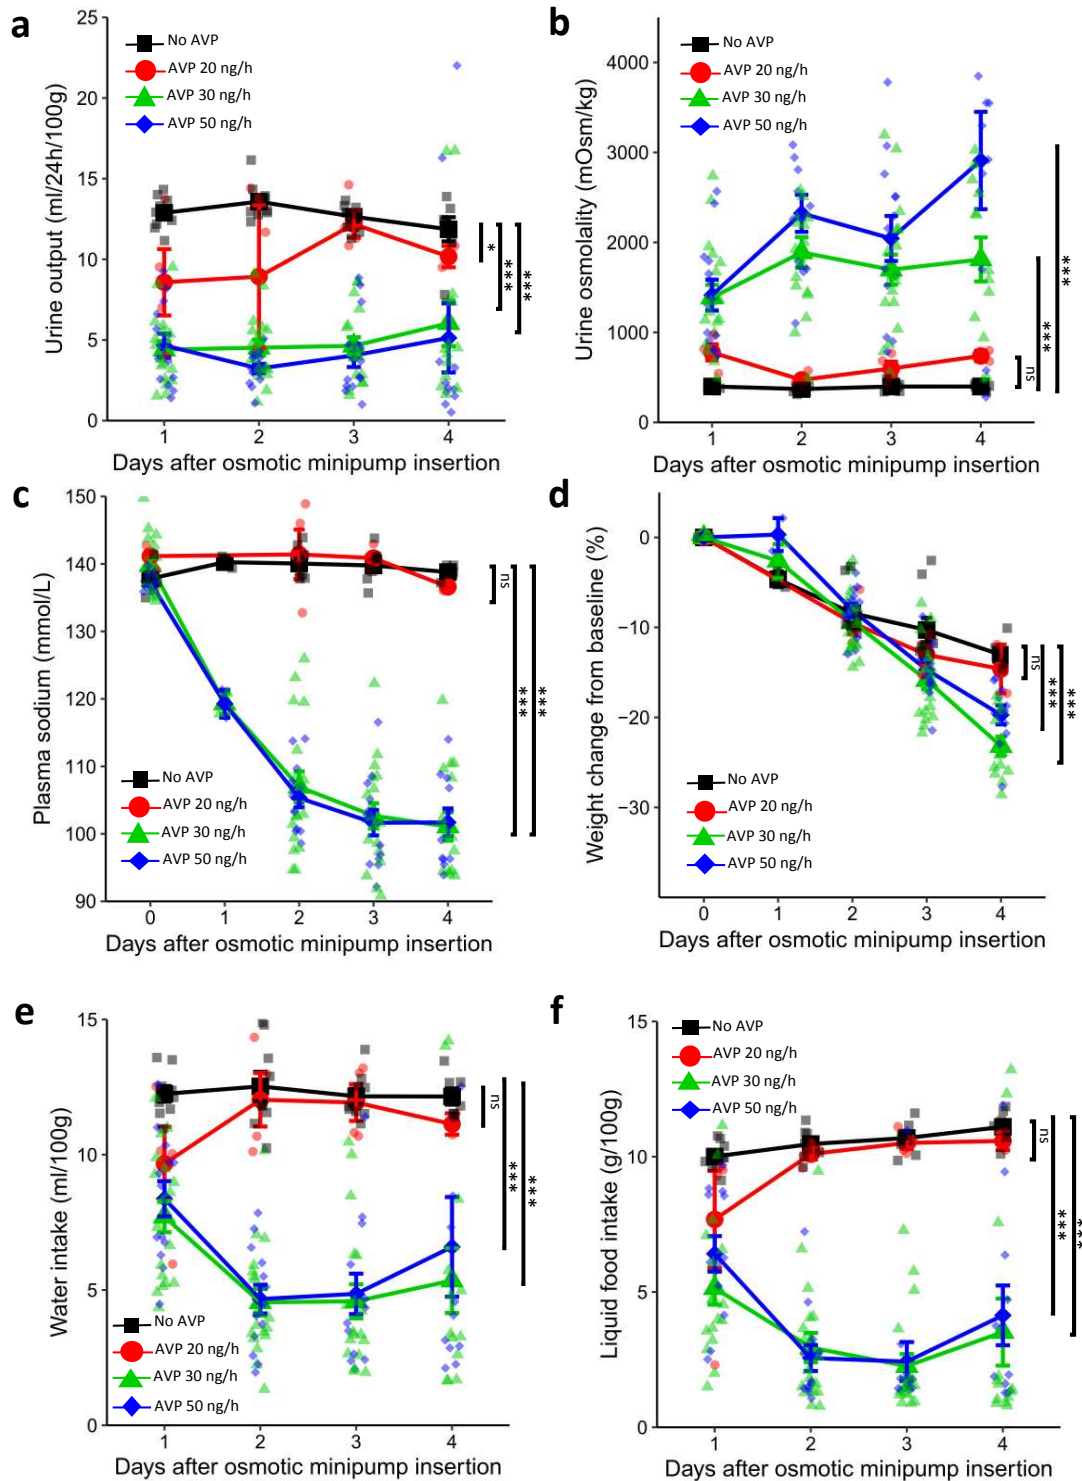 a
Urine output (ml/24h/100g)
25
20
15
10
5
0
No AVP
AVP 20 ng/h
AVP 30 ng/h
AVP 50 ng/h
*
***
***
1 2 3 4
Days after osmotic minipump insertion
b
Urine osmolality (mOsm/kg)
4000
3000
2000
1000
0
No AVP
AVP 20 ng/h
AVP 30 ng/h
AVP 50 ng/h
ns
***
***
1 2 3 4
Days after osmotic minipump insertion
c
Plasma sodium (mmol/L)
150
140
130
120
110
100
90
ns
***
***
No AVP
AVP 20 ng/h
AVP 30 ng/h
AVP 50 ng/h
0 1 2 3 4
Days after osmotic minipump insertion
d
Weight change from baseline (%)
0
−10
−20
−30
ns
***
***
No AVP
AVP 20 ng/h
AVP 30 ng/h
AVP 50 ng/h
0 1 2 3 4
Days after osmotic minipump insertion
e
Water intake (ml/100g)
15
10
5
0
ns
***
***
No AVP
AVP 20 ng/h
AVP 30 ng/h
AVP 50 ng/h
1 2 3 4
Days after osmotic minipump insertion
f
Liquid food intake (g/100g)
15
10
5
0
No AVP
AVP 20 ng/h
AVP 30 ng/h
AVP 50 ng/h
ns
***
***
1 2 3 4
Days after osmotic minipump insertion